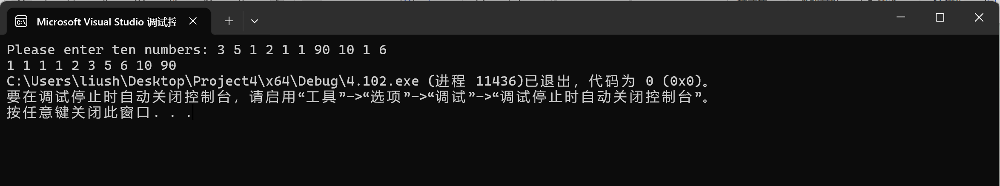 Microsoft Visual Studio 调试控
Please enter ten numbers: 3 5 1 2 1 1 90 10 1 6
1 1 1 1 2 3 5 6 10 90
C:\Users\liush\Desktop\Project4\x64\Debug\4.102.exe (进程 11436)已退出，代码为 0 (0x0)。
要在调试停止时自动关闭控制台，请启用“工具”->“选项”->“调试”->“调试停止时自动关闭控制台”。
按任意键关闭此窗口. . .